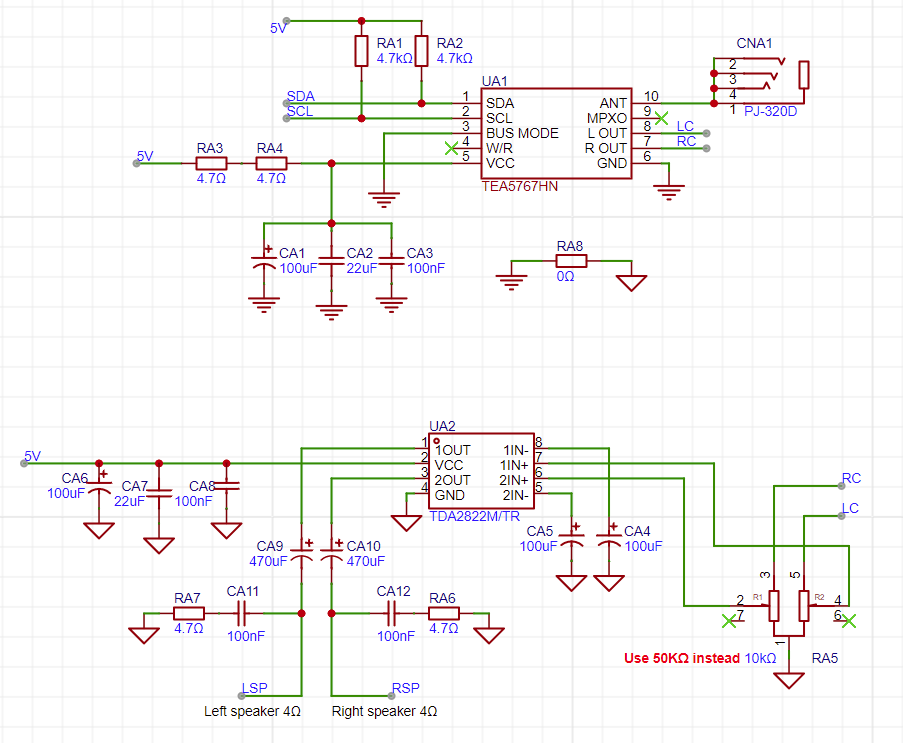 5V
RA1
4.7kΩ
RA2
4.7kΩ
CNA1
2
3
4
1
PJ-320D
SDA
SCL
UA1
1
SDA
2
SCL
3
BUS MODE
4
W/R
5
VCC
ANT
10
MPXO
9
L OUT
8
R OUT
7
GND
6
TEA5767HN
LC
RC
5V
RA3
4.7Ω
RA4
4.7Ω
CA1
100uF
CA2
22uF
CA3
100nF
RA8
0Ω
UA2
1
1OUT
2
VCC
3
2OUT
4
GND
1IN-
8
1IN+
7
2IN+
6
2IN-
5
TDA2822M/TR
5V
CA6
100uF
CA7
22uF
CA8
100nF
CA9
470uF
CA10
470uF
CA5
100uF
CA4
100uF
RC
LC
RA7
4.7Ω
CA11
100nF
CA12
100nF
RA6
4.7Ω
3
5
2
R1
R2
4
7
6
1
Use 50KΩ instead 10kΩ
RA5
LSP
RSP
Left speaker 4Ω
Right speaker 4Ω